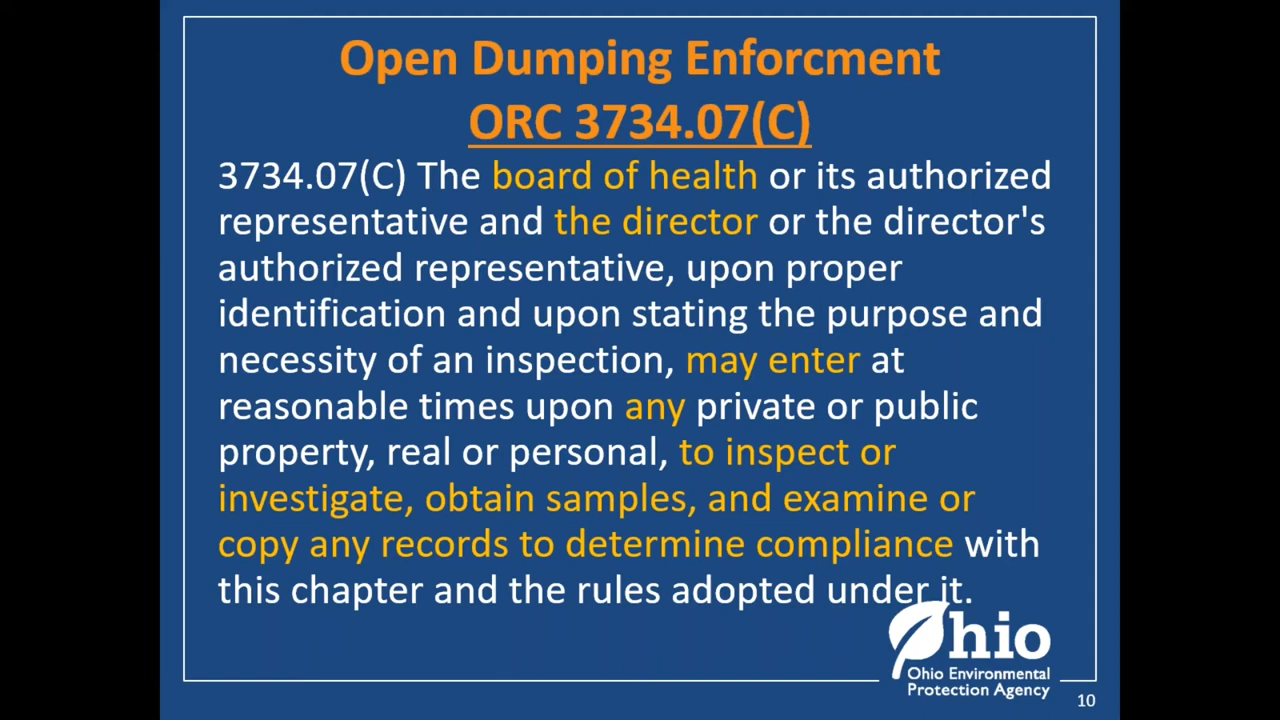 Open Dumping Enforcment
ORC 3734.07(C)
3734.07(C) The board of health or its authorized
representative and the director or the director's
authorized representative, upon proper
identification and upon stating the purpose and
necessity of an inspection, may enter at
reasonable times upon any private or public
property, real or personal, to inspect or
investigate, obtain samples, and examine or
copy any records to determine compliance with
this chapter and the rules adopted under it.
Ohio
Ohio Environmental
Protection Agency
10